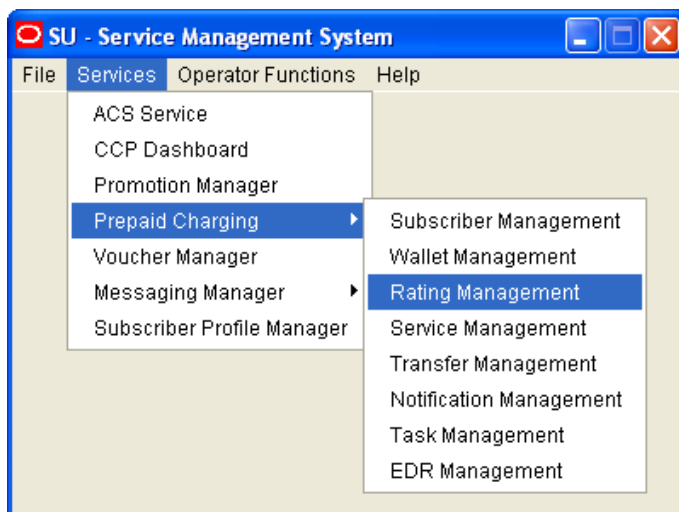 SU - Service Management System
File Services Operator Functions Help
ACS Service
CCP Dashboard
Promotion Manager
Prepaid Charging
Voucher Manager
Messaging Manager
Subscriber Profile Manager
Subscriber Management
Wallet Management
Rating Management
Service Management
Transfer Management
Notification Management
Task Management
EDR Management